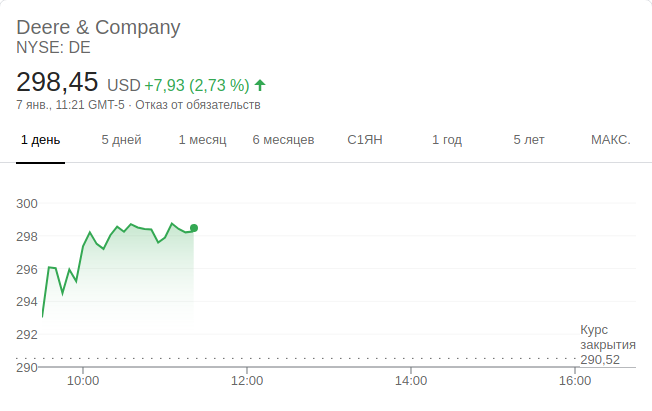 Deere & Company
NYSE: DE
298,45 USD +7,93 (2,73 %)
7 янв., 11:21 GMT-5 · Отказ от обязательств
1 день 5 дней 1 месяц 6 месяцев С1ЯН 1 год 5 лет МАКС.
300
298
296
294
292
290
Курс
закрытия
290,52
10:00 12:00 14:00 16:00